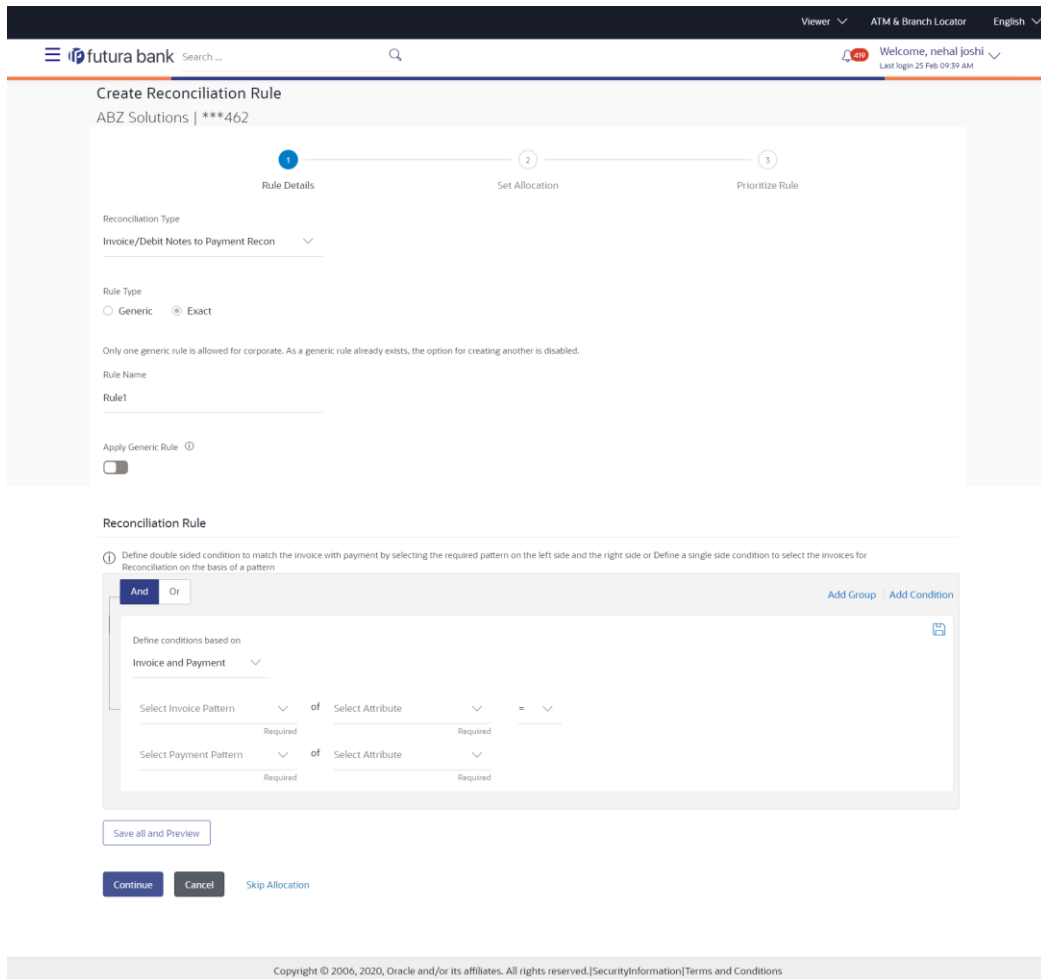 Viewer ATM & Branch Locator English
futura bank Search ... 419 Welcome, nehal joshi
Last login 25 Feb 09:39 AM
Create Reconciliation Rule
ABZ Solutions | ***462
1 2 3
Rule Details Set Allocation Prioritize Rule
Reconciliation Type
Invoice/Debit Notes to Payment Recon
Rule Type
Generic Exact
Only one generic rule is allowed for corporate. As a generic rule already exists, the option for creating another is disabled.
Rule Name
Rule1
Apply Generic Rule
Reconciliation Rule
Define double sided condition to match the invoice with payment by selecting the required pattern on the left side and the right side or Define a single side condition to select the invoices for
Reconciliation on the basis of a pattern
And Or Add Group Add Condition
Define conditions based on
Invoice and Payment
Select Invoice Pattern of Select Attribute =
Required Required
Select Payment Pattern of Select Attribute
Required Required
Save all and Preview
Continue Cancel Skip Allocation
Copyright © 2006, 2020, Oracle and/or its affiliates. All rights reserved.|SecurityInformation|Terms and Conditions